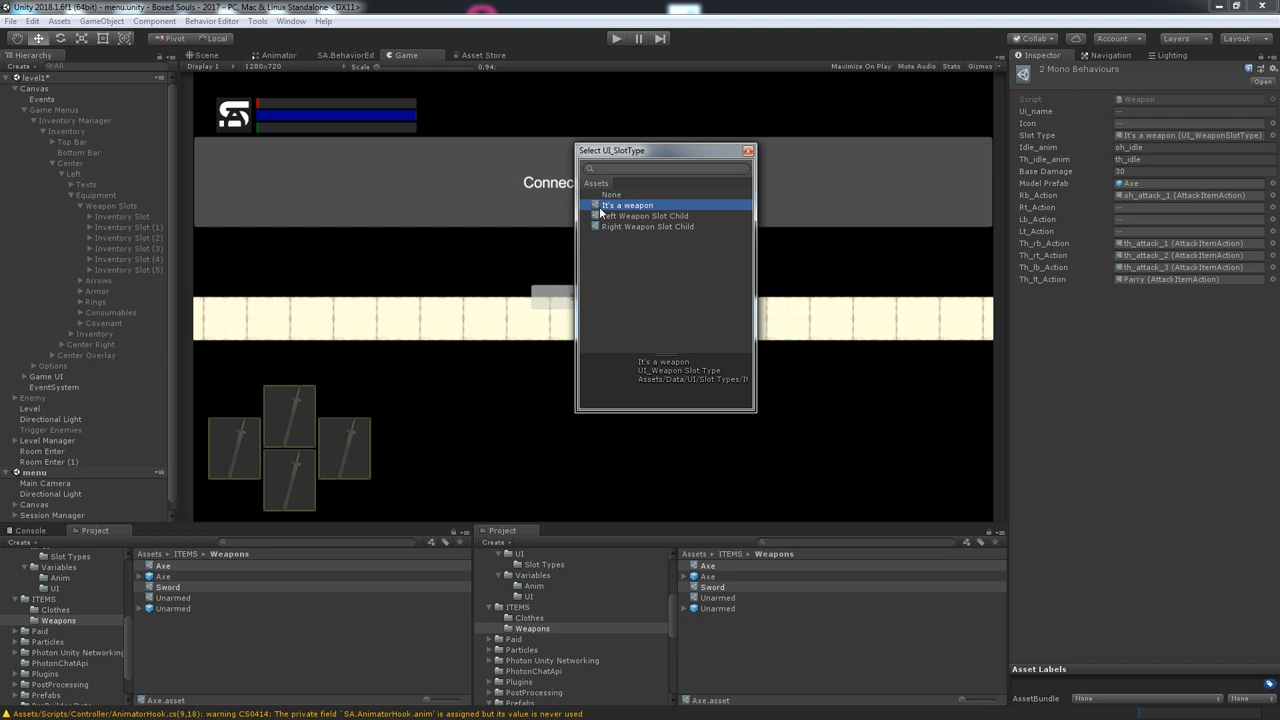 Unity 2018.1.6f1 (64bit) - menu.unity - Boxed Souls - 2017 - PC, Mac & Linux Standalone <DX11>
File Edit Assets GameObject Component Behavior Editor Tools Window Help
Pivot Local Collab Account Layers Layout
Hierarchy Scene Animator SA.BehaviorEd Game Asset Store Inspector Navigation Lighting
Create All Display 1 1280x720 Scale 0.94: Maximize On Play Mute Audio Stats Gizmos
2 Mono Behaviours
Open
level1*
Canvas
Events
Game Menus
Inventory Manager
Inventory
Top Bar
Bottom Bar
Center
Left
Texts
Equipment
Weapon Slots
Inventory Slot
Inventory Slot (1)
Inventory Slot (2)
Inventory Slot (3)
Inventory Slot (4)
Inventory Slot (5)
Arrows
Armor
Rings
Consumables
Covenant
Inventory
Center Right
Center Overlay
Options
Game UI
EventSystem
Enemy
Level
Directional Light
Trigger Enemies
Level Manager
Room Enter
Room Enter (1)
menu
Main Camera
Directional Light
Canvas
Session Manager
SA
Connec
Select UI_SlotType
Assets
None
It's a weapon
Left Weapon Slot Child
Right Weapon Slot Child
It's a weapon
UI_Weapon Slot Type
Assets/Data/UI/Slot Types/It
Script Weapon
Ui_name —
Icon —
Slot Type It's a weapon (UI_WeaponSlotType)
Idle_anim oh_idle
Th_idle_anim th_idle
Base Damage 30
Model Prefab Axe
Rb_Action oh_attack_1 (AttackItemAction)
Rt_Action —
Lb_Action —
Lt_Action —
Th_rb_Action th_attack_1 (AttackItemAction)
Th_rt_Action th_attack_2 (AttackItemAction)
Th_lb_Action th_attack_3 (AttackItemAction)
Th_lt_Action Parry (AttackItemAction)
Console Project
Create
Slot Types
Variables
Anim
UI
ITEMS
Clothes
Weapons
Paid
Particles
Photon Unity Networking
PhotonChatApi
Plugins
PostProcessing
Prefabs
Assets ITEMS Weapons
Axe
Axe
Sword
Unarmed
Unarmed
Axe.asset
Project
Create
UI
Slot Types
Variables
Anim
UI
ITEMS
Clothes
Weapons
Paid
Particles
Photon Unity Networking
PhotonChatApi
Plugins
PostProcessing
Prefabs
Assets ITEMS Weapons
Axe
Axe
Sword
Unarmed
Unarmed
Axe.asset
Asset Labels
AssetBundle None None
Assets/Scripts/Controller/AnimatorHook.cs(9,18): warning CS0414: The private field `SA.AnimatorHook.anim' is assigned but its value is never used